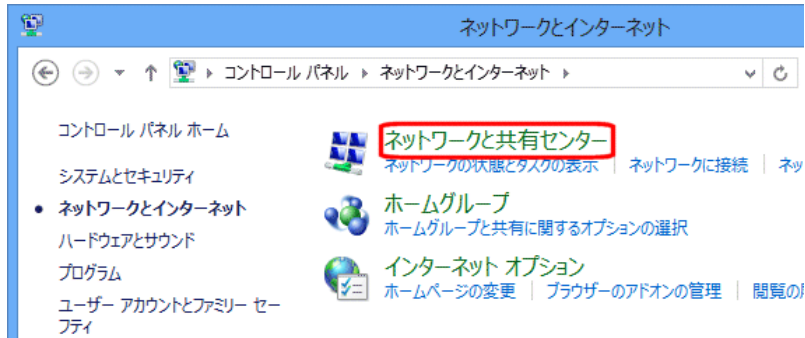 ネットワークとインターネット
コントロール パネル ネットワークとインターネット
コントロール パネル ホーム
システムとセキュリティ
ネットワークとインターネット
ハードウェアとサウンド
プログラム
ユーザー アカウントとファミリー セー
フティ
ネットワークと共有センター
ネットワークの状態とタスクの表示 ネットワークに接続 ネッ
ホームグループ
ホームグループと共有に関するオプションの選択
インターネット オプション
ホームページの変更 ブラウザーのアドオンの管理 閲覧の